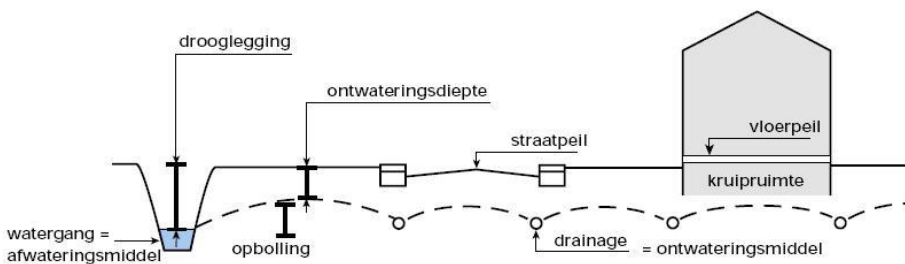 drooglegging
ontwateringsdiepte
straatpeil
vloerpeil
kruipruimte
watergang =
afwateringsmiddel
opbolling
drainage = ontwateringsmiddel